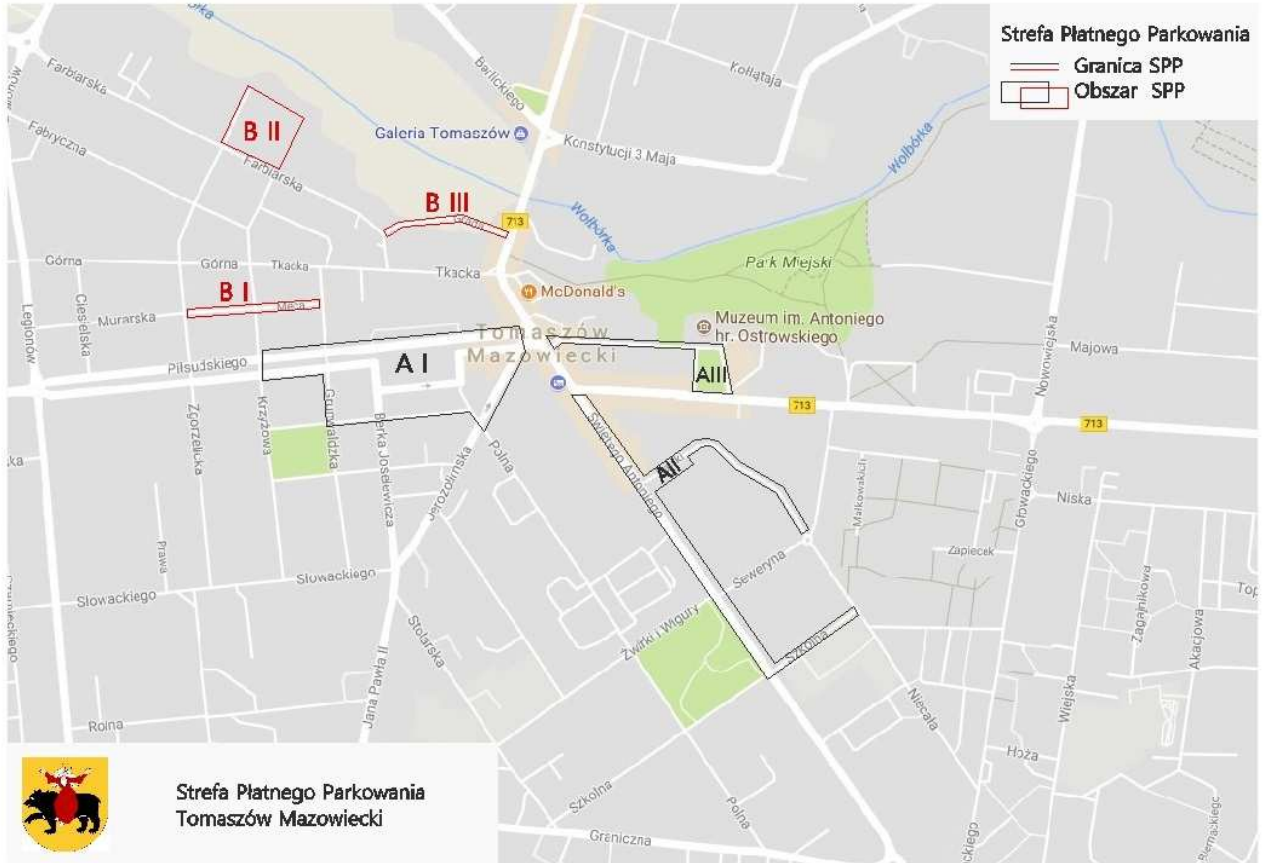 Strefa Płatnego Parkowania
Granica SPP
Obszar SPP
Wolbórka
Barlickiego
Kołłątaja
Farbiarska
Fabryczna
B II
Galeria Tomaszów
Konstytucji 3 Maja
Wolbórka
Farbiarska
B III
713
Wolbórka
Górna
Górna
Tkacka
Tkacka
Park Miejski
B I
McDonald's
Legionów
Ciesielska
Murarska
Tomaszów
Mazowiecki
Muzeum im. Antoniego
hr. Ostrowskiego
Nowowiejska
Majowa
Piłsudskiego
A I
AIII
713
713
Zgorzelicka
Krzyżowa
Grunwaldzka
Berka Joselewicza
Jerozolimska
Polna
Świętego Antoniego
AII
Małkowskich
Głowackiego
Niska
Prawa
Zapiecek
Słowackiego
Słowackiego
Seweryna
Żwirki i Wigury
Stolarska
Szkolna
Zagajnikowa
Akacjowa
Jana Pawła II
Niecała
Wiejska
Rolna
Hoża
Szkolna
Polna
Graniczna
Strefa Płatnego Parkowania
Tomaszów Mazowiecki